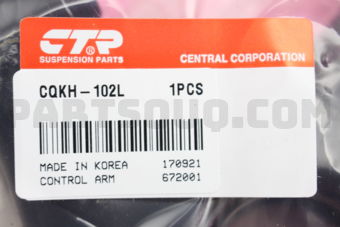 CTR®
SUSPENSION PARTS
CENTRAL CORPORATION
CQKH-102L 1PCS
PARTSOUQ.COM
MADE IN KOREA 170921
CONTROL ARM 672001